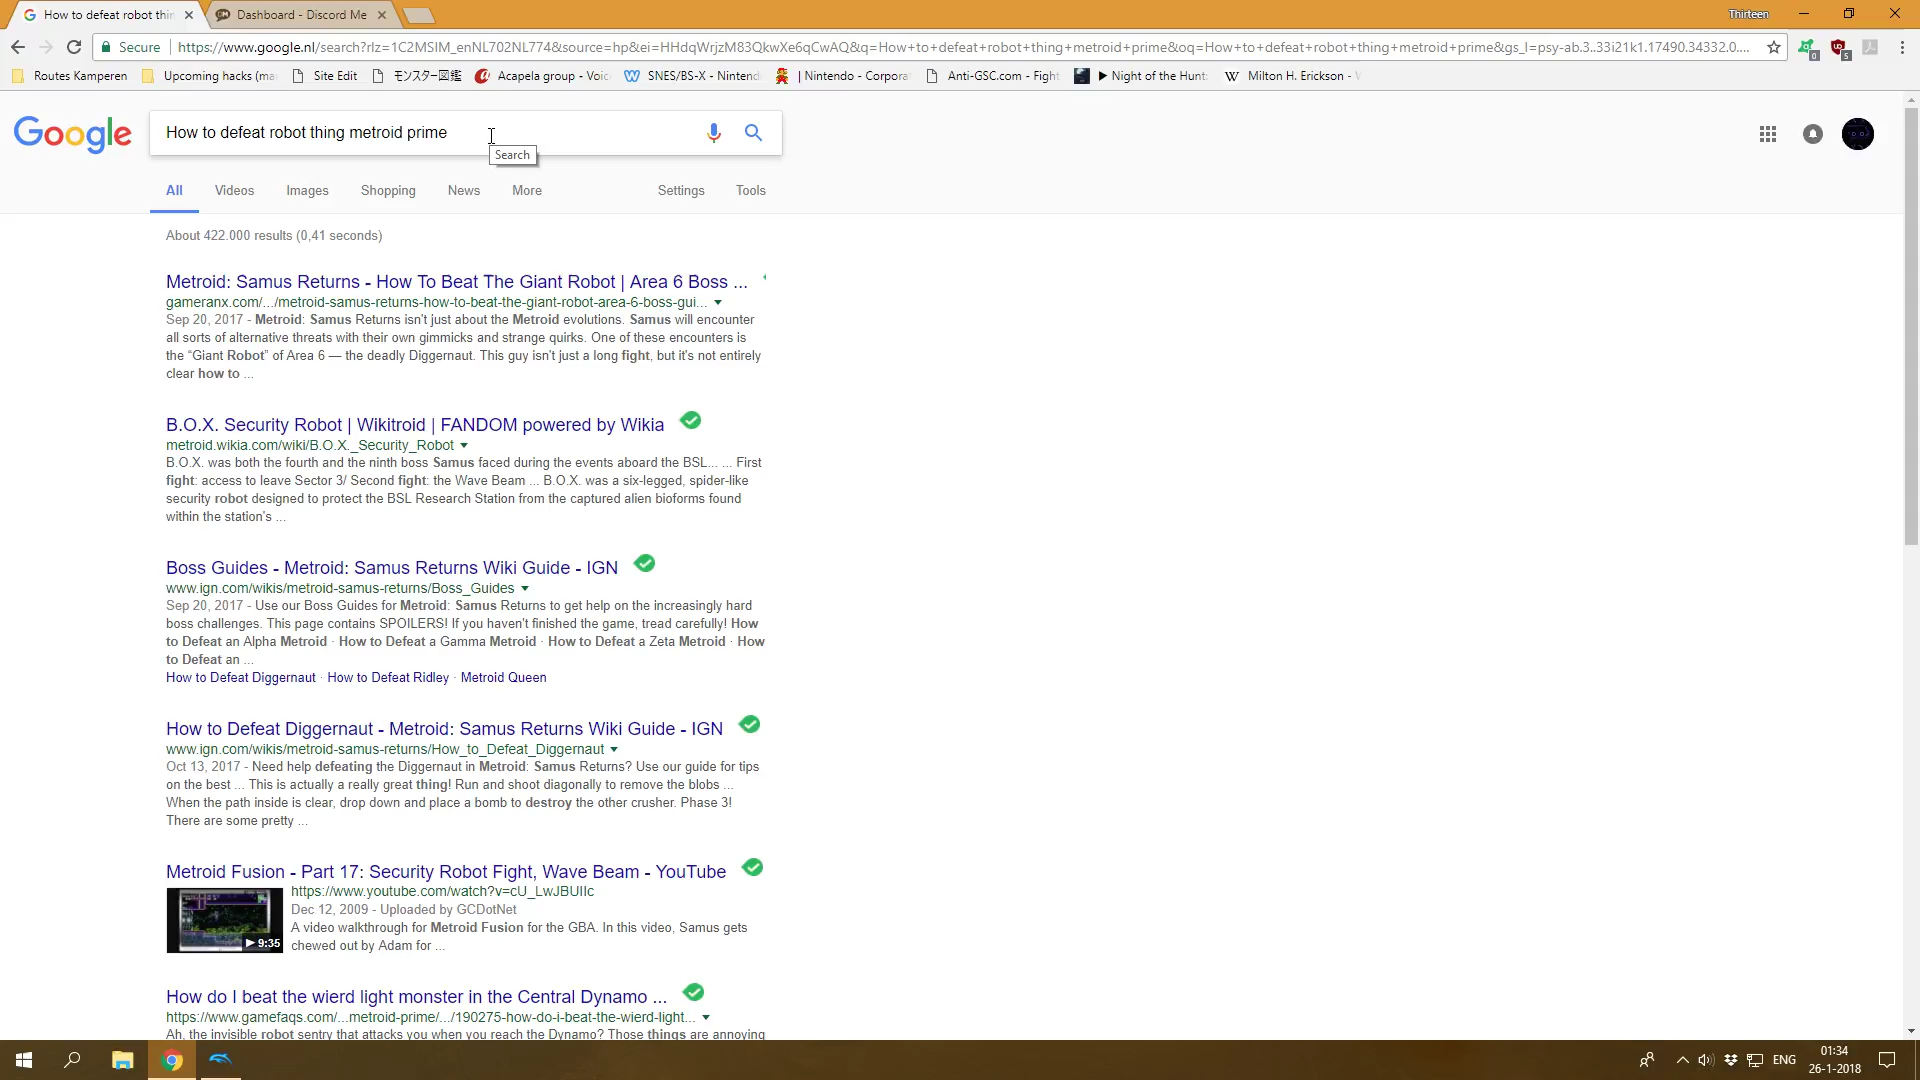 How to defeat robot thin
Dashboard - Discord Me
Thirteen
Secure
https://www.google.nl/search?rlz=1C2MSIM_enNL702NL774&source=hp&ei=HHdqWrjzM83QkwXe6qCwAQ&q=How+to+defeat+robot+thing+metroid+prime&oq=How+to+defeat+robot+thing+metroid+prime&gs_l=psy-ab.3..33i21k1.17490.34332.0....
0
5
Routes Kamperen
Upcoming hacks (ma
Site Edit
モンスター図鑑
Acapela group - Voic
SNES/BS-X - Nintend
| Nintendo - Corpora
Anti-GSC.com - Fight
▶ Night of the Hunt
W Milton H. Erickson - W
Google
How to defeat robot thing metroid prime
Search
All
Videos
Images
Shopping
News
More
Settings
Tools
About 422.000 results (0,41 seconds)
Metroid: Samus Returns - How To Beat The Giant Robot | Area 6 Boss ...
gameranx.com/.../metroid-samus-returns-how-to-beat-the-giant-robot-area-6-boss-gui...
Sep 20, 2017 - Metroid: Samus Returns isn't just about the Metroid evolutions. Samus will encounter
all sorts of alternative threats with their own gimmicks and strange quirks. One of these encounters is
the “Giant Robot” of Area 6 — the deadly Diggernaut. This guy isn't just a long fight, but it's not entirely
clear how to ...
B.O.X. Security Robot | Wikitroid | FANDOM powered by Wikia
metroid.wikia.com/wiki/B.O.X._Security_Robot
B.O.X. was both the fourth and the ninth boss Samus faced during the events aboard the BSL... ... First
fight: access to leave Sector 3/ Second fight: the Wave Beam ... B.O.X. was a six-legged, spider-like
security robot designed to protect the BSL Research Station from the captured alien bioforms found
within the station's ...
Boss Guides - Metroid: Samus Returns Wiki Guide - IGN
www.ign.com/wikis/metroid-samus-returns/Boss_Guides
Sep 20, 2017 - Use our Boss Guides for Metroid: Samus Returns to get help on the increasingly hard
boss challenges. This page contains SPOILERS! If you haven't finished the game, tread carefully! How
to Defeat an Alpha Metroid · How to Defeat a Gamma Metroid · How to Defeat a Zeta Metroid · How
to Defeat an ...
How to Defeat Diggernaut · How to Defeat Ridley · Metroid Queen
How to Defeat Diggernaut - Metroid: Samus Returns Wiki Guide - IGN
www.ign.com/wikis/metroid-samus-returns/How_to_Defeat_Diggernaut
Oct 13, 2017 - Need help defeating the Diggernaut in Metroid: Samus Returns? Use our guide for tips
on the best ... This is actually a really great thing! Run and shoot diagonally to remove the blobs ...
When the path inside is clear, drop down and place a bomb to destroy the other crusher. Phase 3!
There are some pretty ...
Metroid Fusion - Part 17: Security Robot Fight, Wave Beam - YouTube
https://www.youtube.com/watch?v=cU_LwJBUIIc
Dec 12, 2009 - Uploaded by GCDotNet
A video walkthrough for Metroid Fusion for the GBA. In this video, Samus gets
chewed out by Adam for ...
▶ 9:35
How do I beat the wierd light monster in the Central Dynamo ...
https://www.gamefaqs.com/...metroid-prime/.../190275-how-do-i-beat-the-wierd-light...
Ah, the invisible robot sentry that attacks you when you reach the Dynamo? Those things are annoying
ENG
01:34
26-1-2018